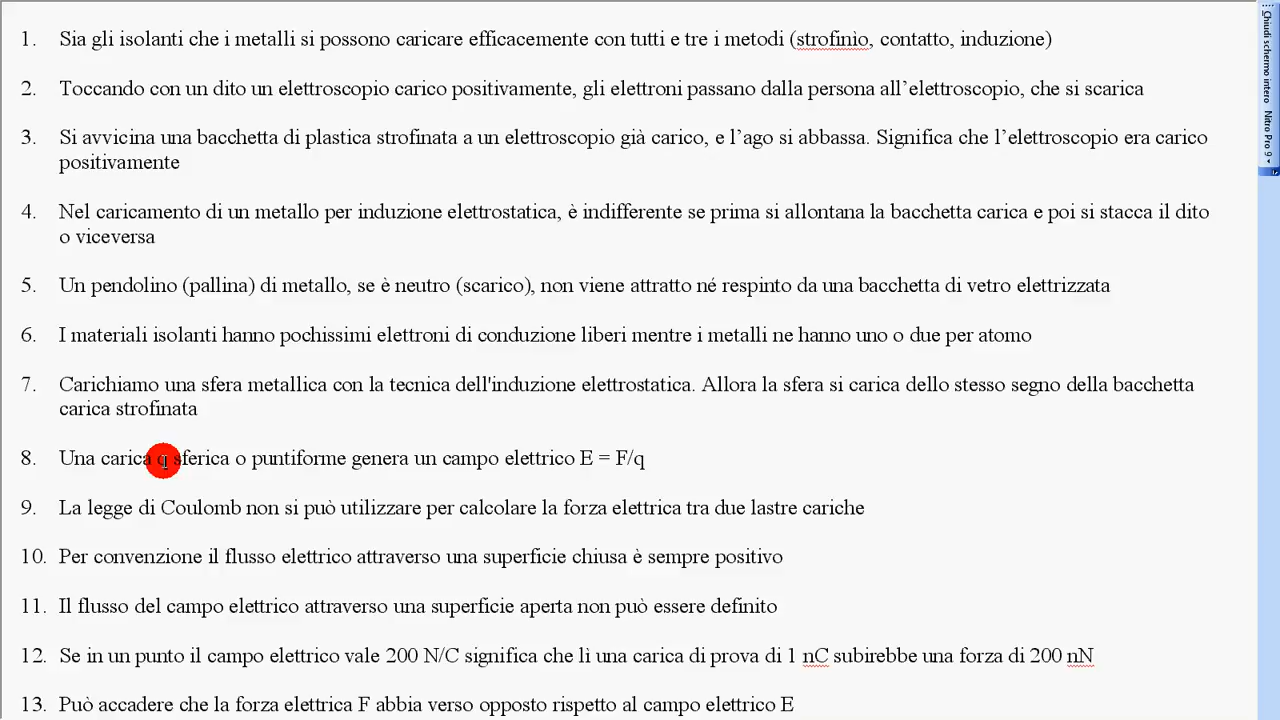 1. Sia gli isolanti che i metalli si possono caricare efficacemente con tutti e tre i metodi (strofinio, contatto, induzione)
2. Toccando con un dito un elettroscopio carico positivamente, gli elettroni passano dalla persona all’elettroscopio, che si scarica
3. Si avvicina una bacchetta di plastica strofinata a un elettroscopio già carico, e l’ago si abbassa. Significa che l’elettroscopio era carico
positivamente
4. Nel caricamento di un metallo per induzione elettrostatica, è indifferente se prima si allontana la bacchetta carica e poi si stacca il dito
o viceversa
5. Un pendolino (pallina) di metallo, se è neutro (scarico), non viene attratto né respinto da una bacchetta di vetro elettrizzata
6. I materiali isolanti hanno pochissimi elettroni di conduzione liberi mentre i metalli ne hanno uno o due per atomo
7. Carichiamo una sfera metallica con la tecnica dell'induzione elettrostatica. Allora la sfera si carica dello stesso segno della bacchetta
carica strofinata
8. Una carica q sferica o puntiforme genera un campo elettrico E = F/q
9. La legge di Coulomb non si può utilizzare per calcolare la forza elettrica tra due lastre cariche
10. Per convenzione il flusso elettrico attraverso una superficie chiusa è sempre positivo
11. Il flusso del campo elettrico attraverso una superficie aperta non può essere definito
12. Se in un punto il campo elettrico vale 200 N/C significa che lì una carica di prova di 1 nC subirebbe una forza di 200 nN
13. Può accadere che la forza elettrica F abbia verso opposto rispetto al campo elettrico E
Chiudi schermo intero Nitro Pro 9